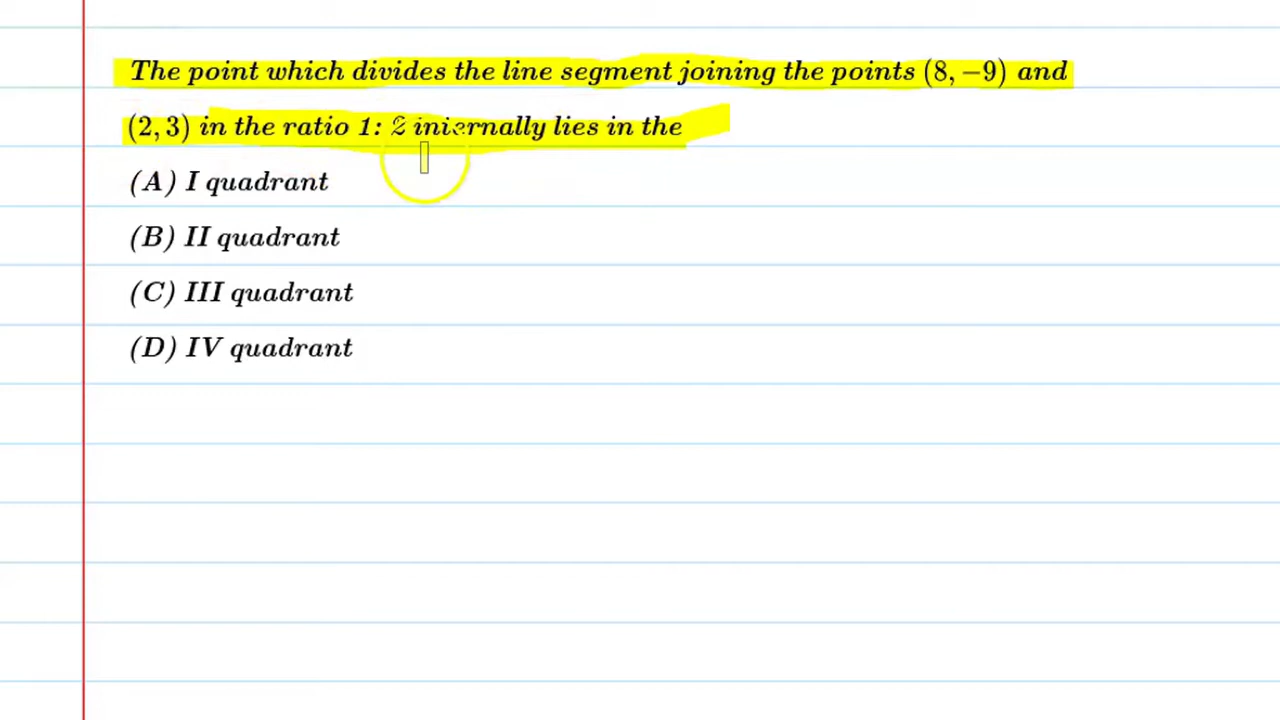 The point which divides the line segment joining the points (8, −9) and
(2, 3) in the ratio 1: 2 internally lies in the
(A) I quadrant
(B) II quadrant
(C) III quadrant
(D) IV quadrant